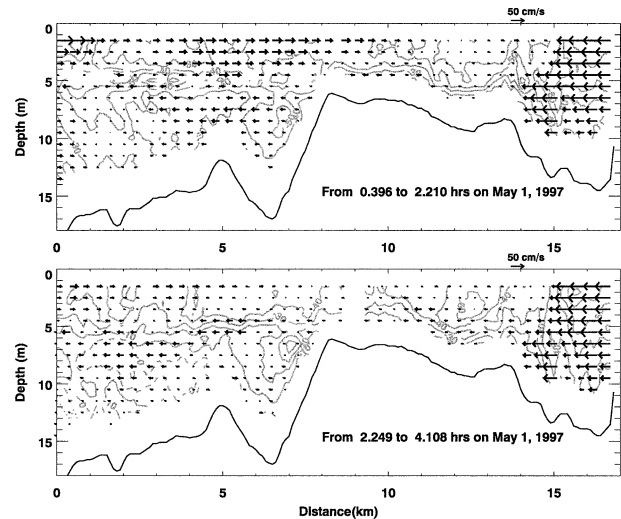 50 cm/s
0
5
10
15
Depth (m)
From 0.396 to 2.210 hrs on May 1, 1997
0 5 10 15
50 cm/s
0
5
10
15
Depth (m)
From 2.249 to 4.108 hrs on May 1, 1997
0 5 10 15
Distance(km)